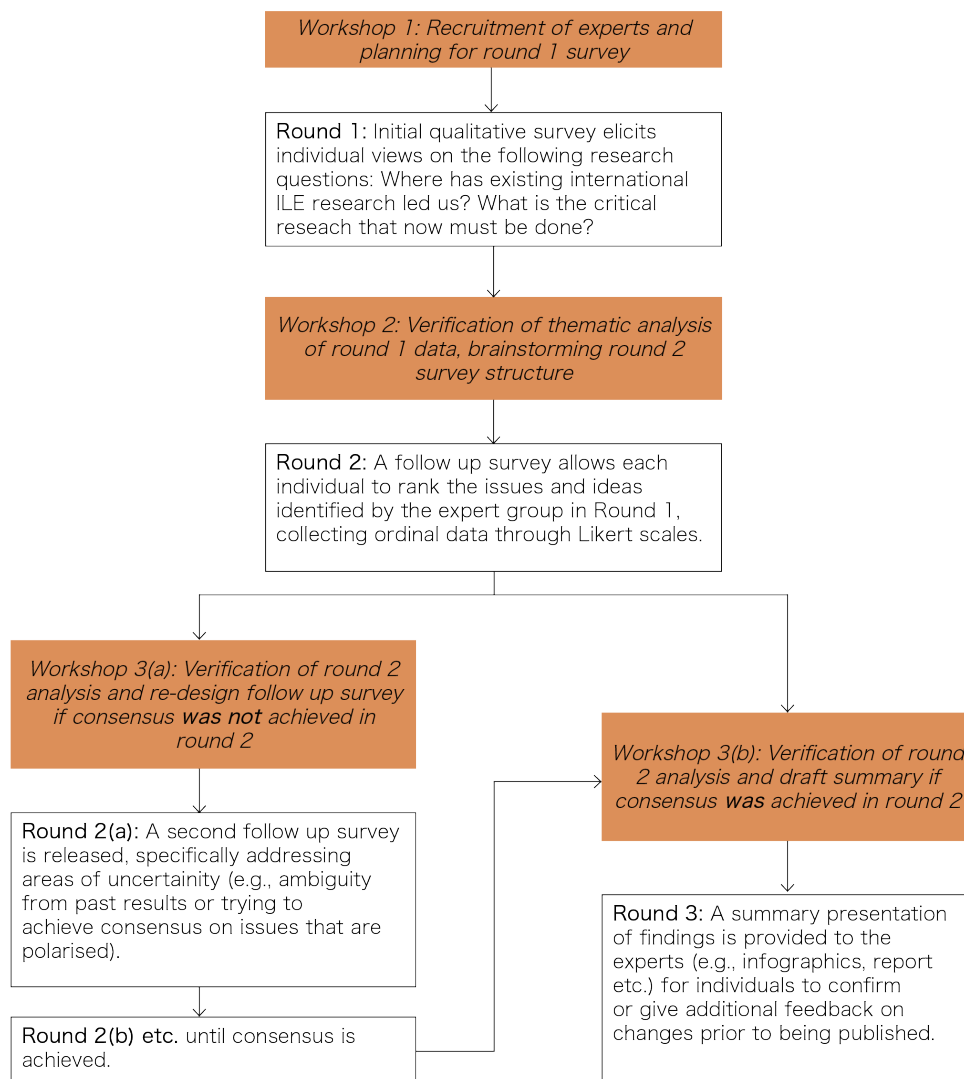 Workshop 1: Recruitment of experts and
planning for round 1 survey
Round 1: Initial qualitative survey elicits
individual views on the following research
questions: Where has existing international
ILE research led us? What is the critical
reseach that now must be done?
Workshop 2: Verification of thematic analysis
of round 1 data, brainstorming round 2
survey structure
Round 2: A follow up survey allows each
individual to rank the issues and ideas
identified by the expert group in Round 1,
collecting ordinal data through Likert scales.
Workshop 3(a): Verification of round 2
analysis and re-design follow up survey
if consensus was not achieved in
round 2
Round 2(a): A second follow up survey
is released, specifically addressing
areas of uncertainity (e.g., ambiguity
from past results or trying to
achieve consensus on issues that are
polarised).
Round 2(b) etc. until consensus is
achieved.
Workshop 3(b): Verification of round
2 analysis and draft summary if
consensus was achieved in round 2
Round 3: A summary presentation
of findings is provided to the
experts (e.g., infographics, report
etc.) for individuals to confirm
or give additional feedback on
changes prior to being published.